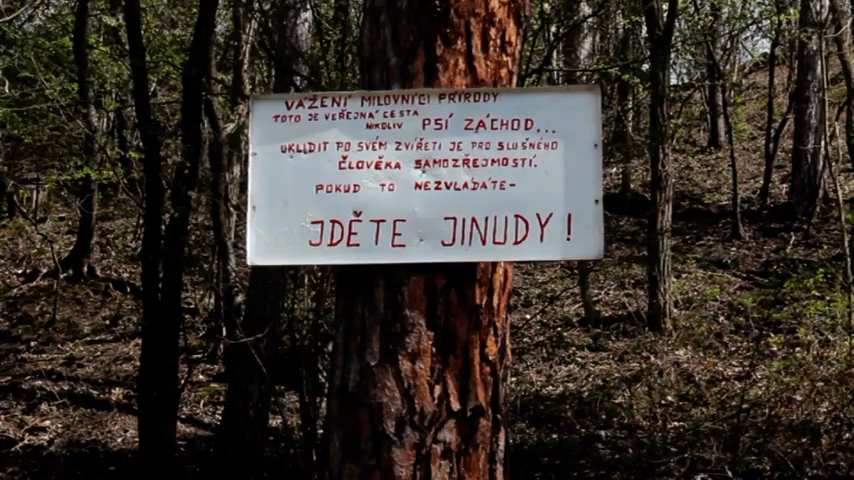 VÁŽENÍ MILOVNÍCI PŘÍRODY
TOTO JE VEŘEJNÁ CESTA
NIKOLIV PSÍ ZÁCHOD...
UKLIDIT PO SVÉM ZVÍŘETI JE PRO SLUŠNÉHO
ČLOVĚKA SAMOZŘEJMOSTÍ.
POKUD TO NEZVLÁDÁTE-
JDĚTE JINUDY!